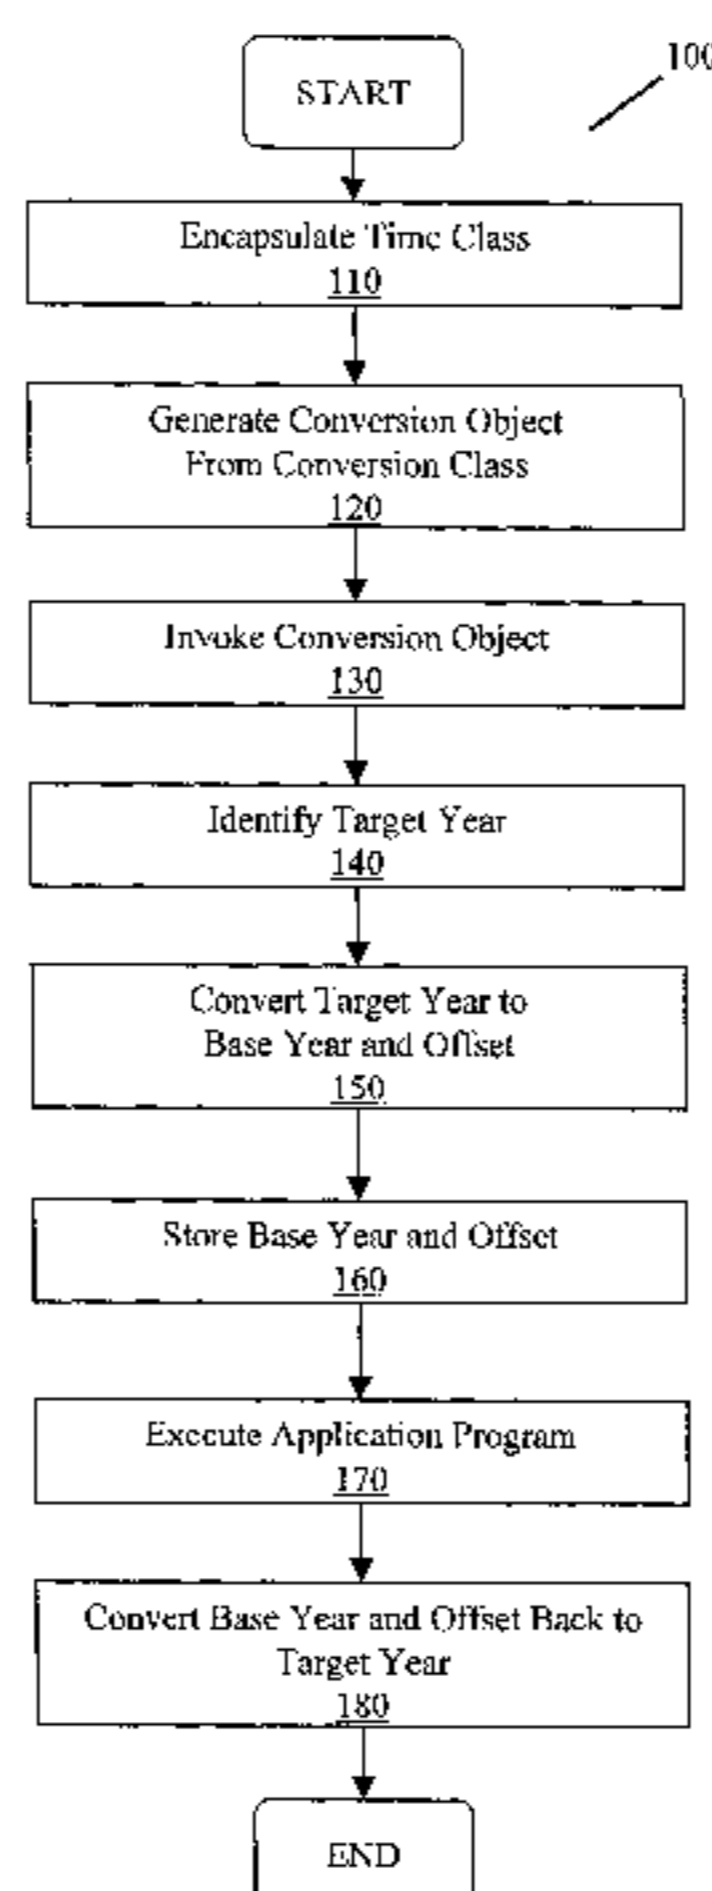 START
100
Encapsulate Time Class
110
Generate Conversion Object
From Conversion Class
120
Invoke Conversion Object
130
Identify Target Year
140
Convert Target Year to
Base Year and Offset
150
Store Base Year and Offset
160
Execute Application Program
170
Convert Base Year and Offset Back to
Target Year
180
END